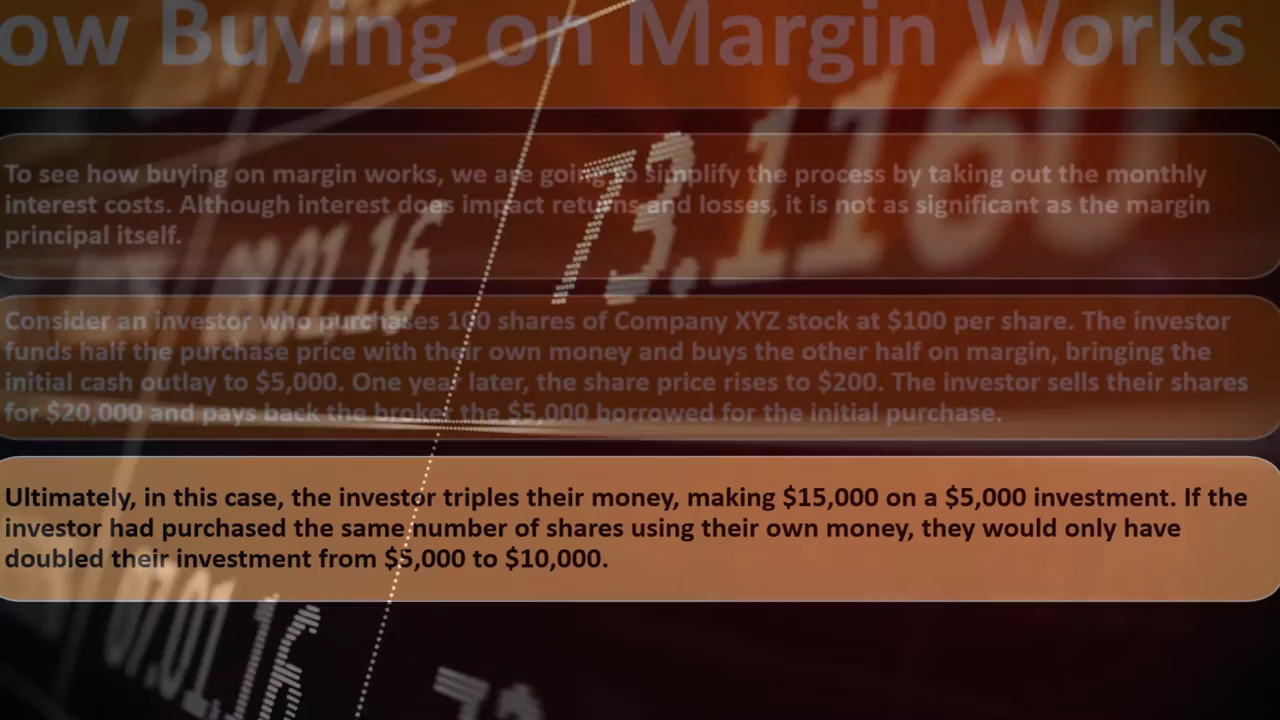 ow Buying on Margin Works
73.1160
To see how buying on margin works, we are going to simplify the process by taking out the monthly
interest costs. Although interest does impact returns and losses, it is not as significant as the margin
principal itself.
08.01.16
Consider an investor who purchases 100 shares of Company XYZ stock at $100 per share. The investor
funds half the purchase price with their own money and buys the other half on margin, bringing the
initial cash outlay to $5,000. One year later, the share price rises to $200. The investor sells their shares
for $20,000 and pays back the broker the $5,000 borrowed for the initial purchase.
Ultimately, in this case, the investor triples their money, making $15,000 on a $5,000 investment. If the
investor had purchased the same number of shares using their own money, they would only have
doubled their investment from $5,000 to $10,000.
07.01.16